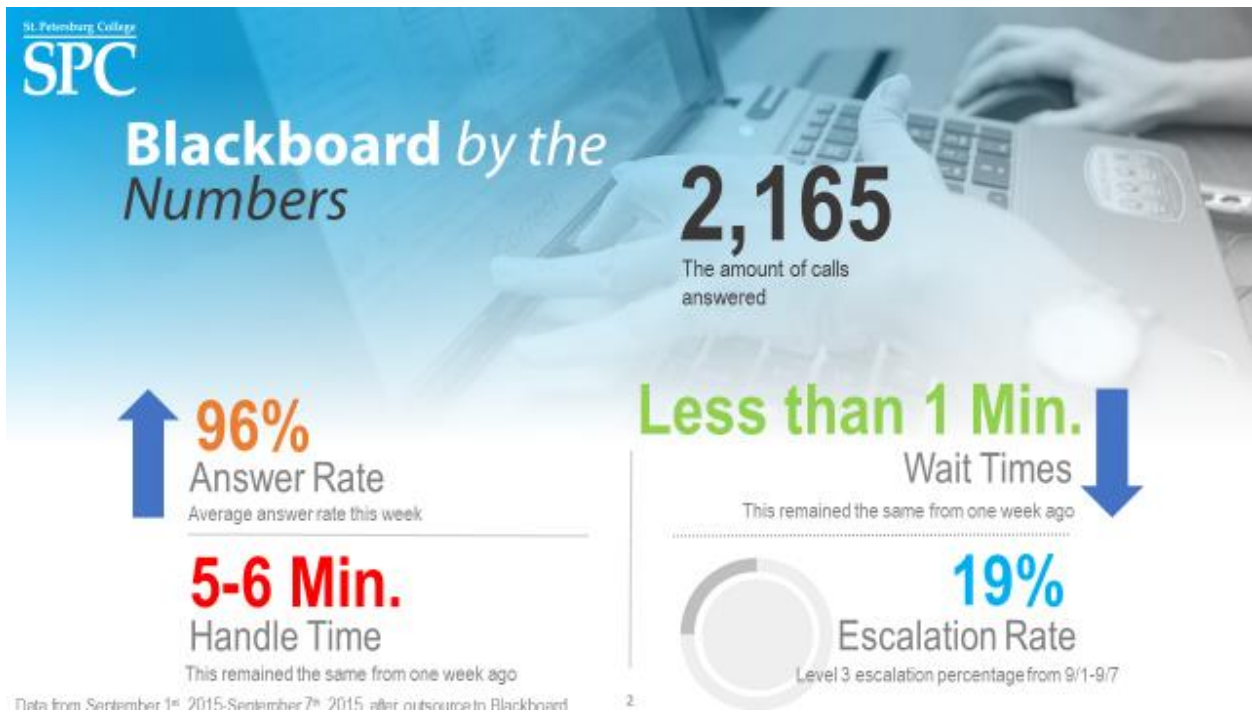 St. Petersburg College
SPC
Blackboard by the
Numbers
2,165
The amount of calls
answered
96%
Answer Rate
Average answer rate this week
Less than 1 Min.
Wait Times
This remained the same from one week ago
5-6 Min.
Handle Time
This remained the same from one week ago
19%
Escalation Rate
Level 3 escalation percentage from 9/1-9/7
Data from September 1st 2015-September 7th 2015 after outsource to Blackboard
2